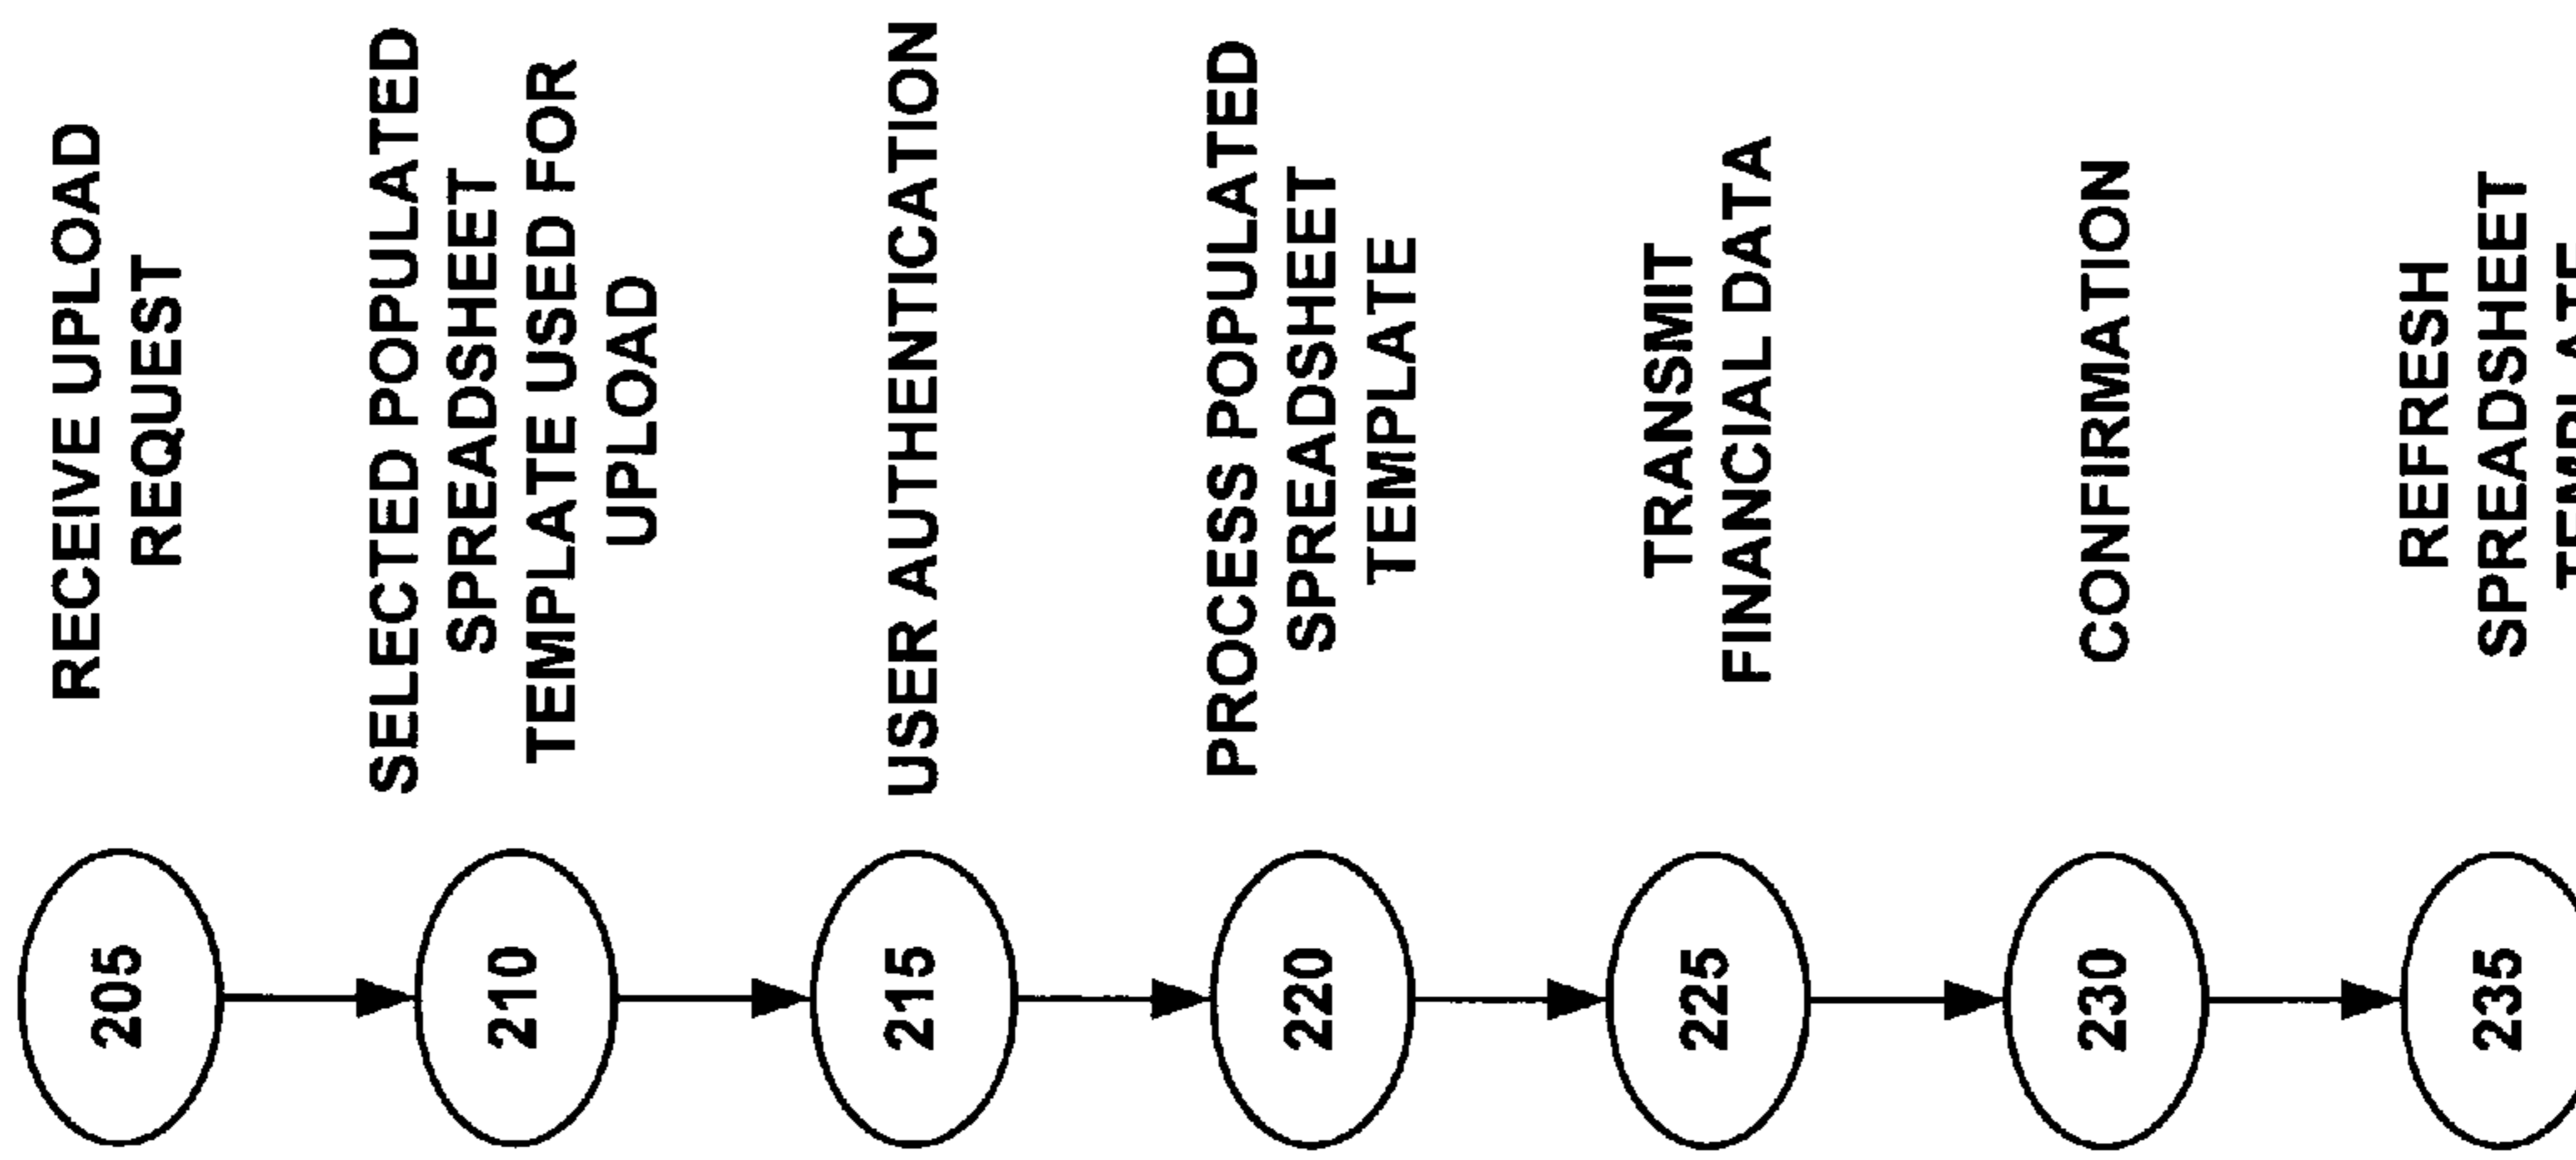 205
RECEIVE UPLOAD
REQUEST
210
SELECTED POPULATED
SPREADSHEET
TEMPLATE USED FOR
UPLOAD
215
USER AUTHENTICATION
220
PROCESS POPULATED
SPREADSHEET
TEMPLATE
225
TRANSMIT
FINANCIAL DATA
230
CONFIRMATION
235
REFRESH
SPREADSHEET
TEMPLATE